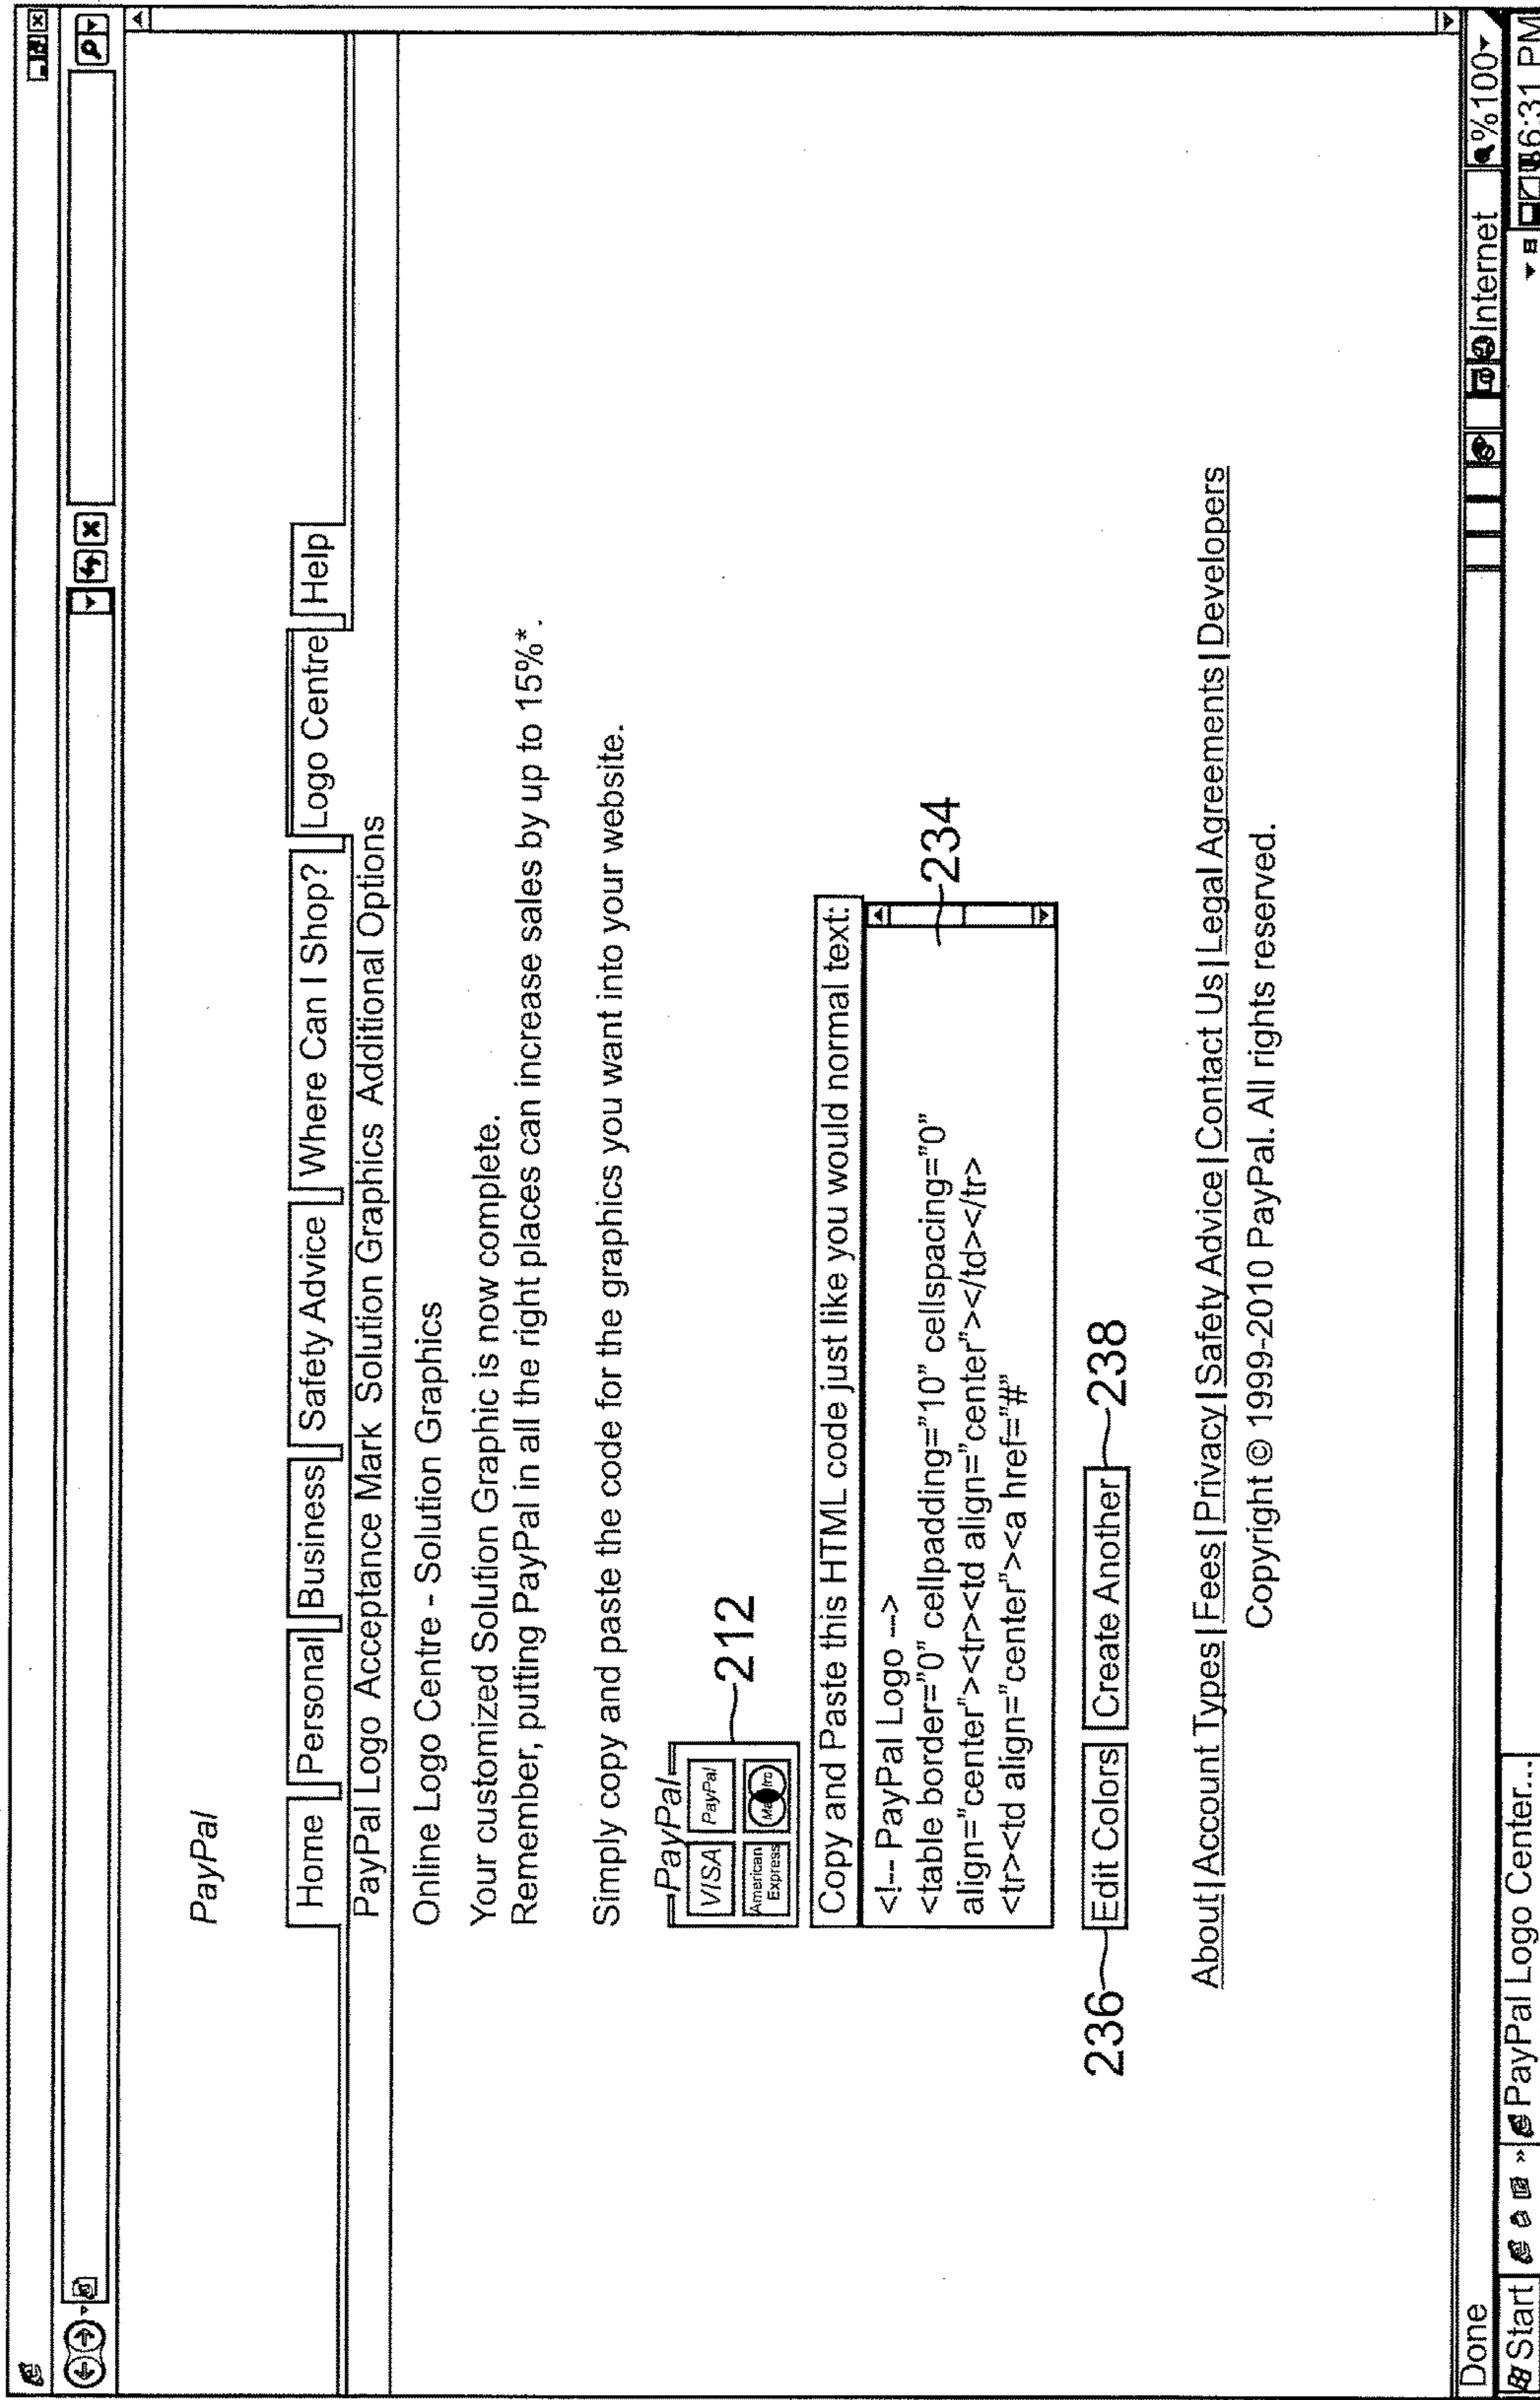 PayPal
Home Personal Business Safety Advice Where Can I Shop? Logo Centre Help
PayPal Logo Acceptance Mark Solution Graphics Additional Options
Online Logo Centre - Solution Graphics
Your customized Solution Graphic is now complete.
Remember, putting PayPal in all the right places can increase sales by up to 15%*.
Simply copy and paste the code for the graphics you want into your website.
PayPal
VISA PayPal
American Express
212
Copy and Paste this HTML code just like you would normal text:
<!-- PayPal Logo -->
<table border="0" cellpadding="10" cellspacing="0"
align="center"><tr><td align="center"></td></tr>
<tr><td align="center"><a href="#"
234
236 Edit Colors Create Another 238
About | Account Types | Fees | Privacy | Safety Advice | Contact Us | Legal Agreements | Developers
Copyright © 1999-2010 PayPal. All rights reserved.
Done Internet %100
Start » PayPal Logo Center... 6:31 PM